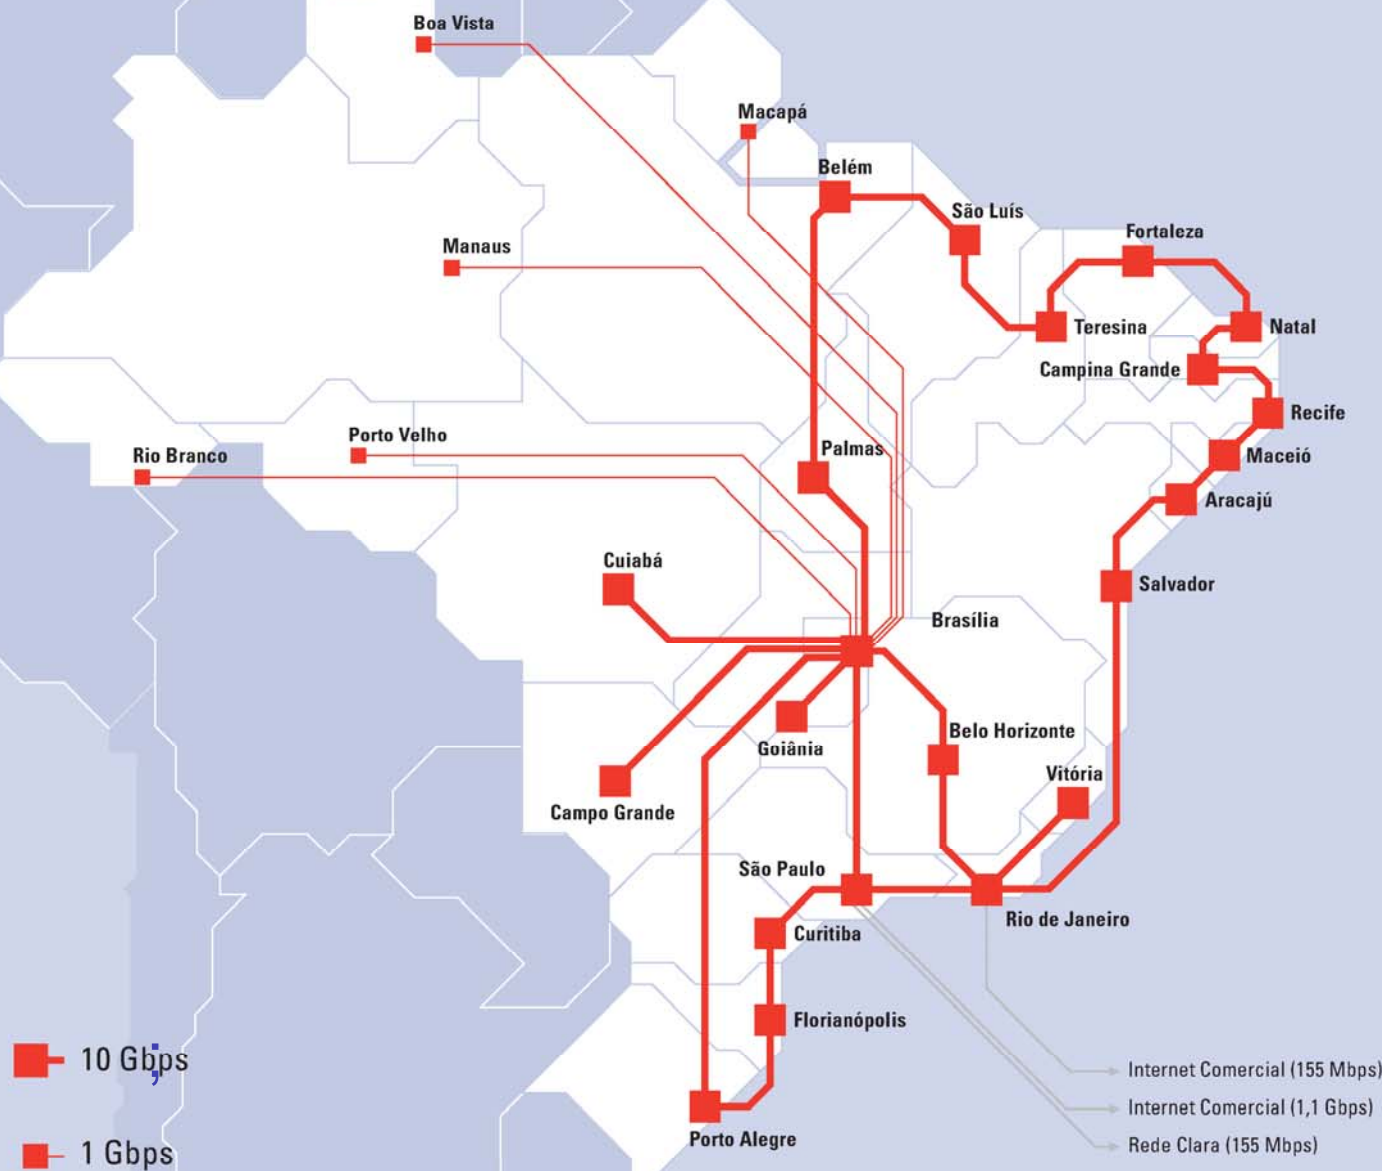 Boa Vista
Macapá
Belém
São Luís
Fortaleza
Manaus
Teresina
Natal
Campina Grande
Recife
Porto Velho
Rio Branco
Palmas
Maceió
Aracajú
Cuiabá
Salvador
Brasília
Belo Horizonte
Goiânia
Vitória
Campo Grande
São Paulo
Rio de Janeiro
Curitiba
Florianópolis
10 Gbps
;
Internet Comercial (155 Mbps)
Internet Comercial (1,1 Gbps)
Porto Alegre
Rede Clara (155 Mbps)
1 Gbps